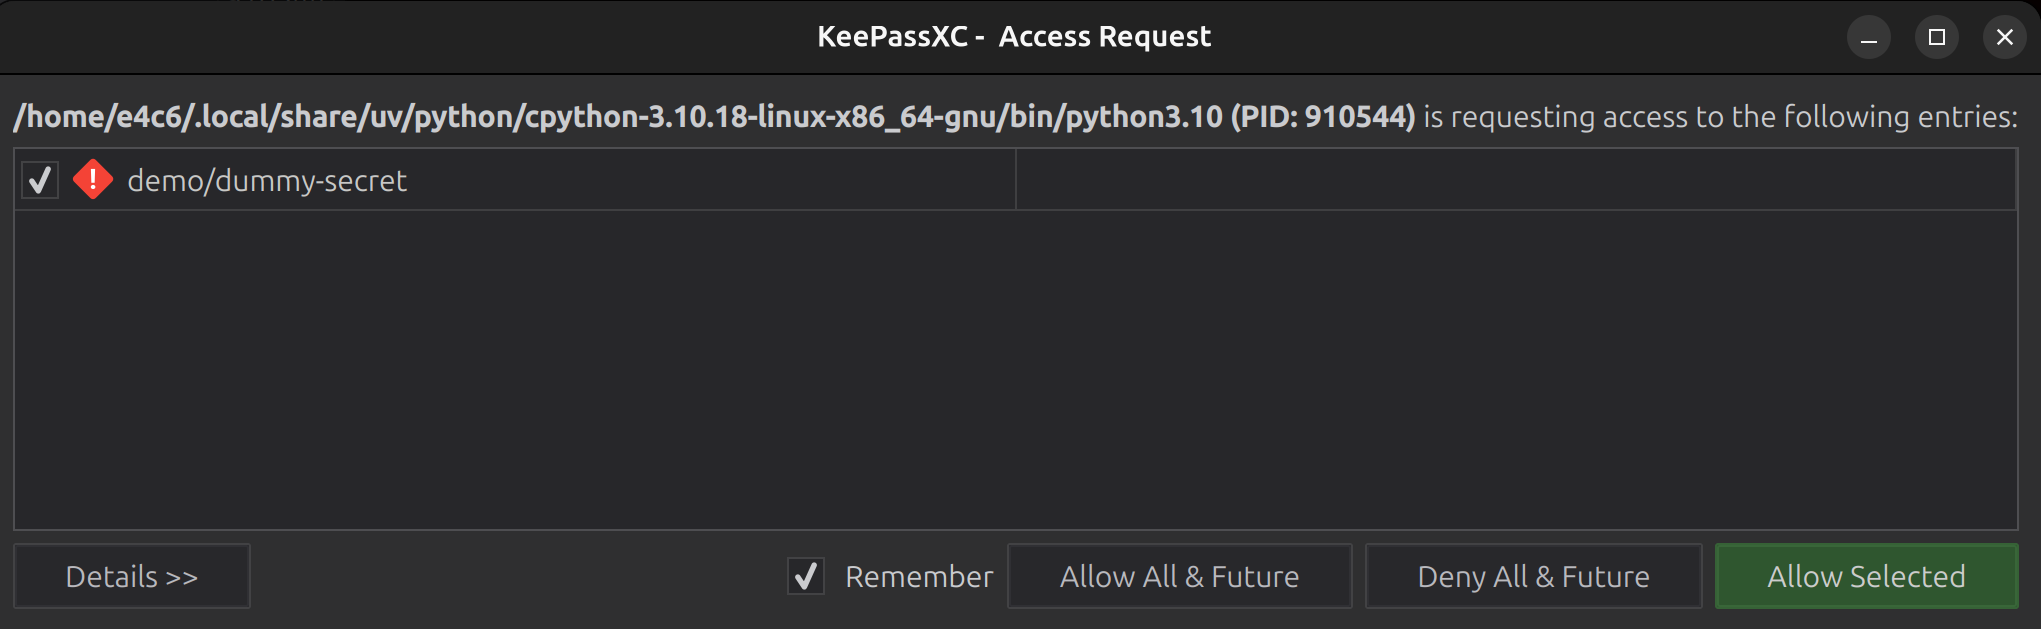 KeePassXC - Access Request
/home/e4c6/.local/share/uv/python/cpython-3.10.18-linux-x86_64-gnu/bin/python3.10 (PID: 910544) is requesting access to the following entries:
demo/dummy-secret
Details >> Remember Allow All & Future Deny All & Future Allow Selected